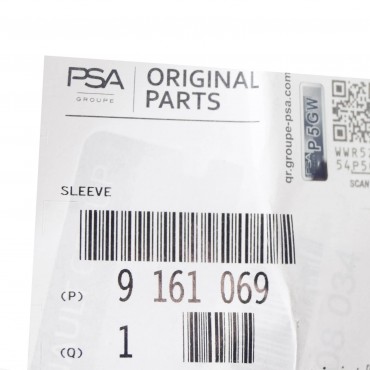 PSA
GROUPE
ORIGINAL
PARTS
qr.groupe-psa.com
P5GW
SCAN
SLEEVE
(P) 9 161 069
(Q) 1